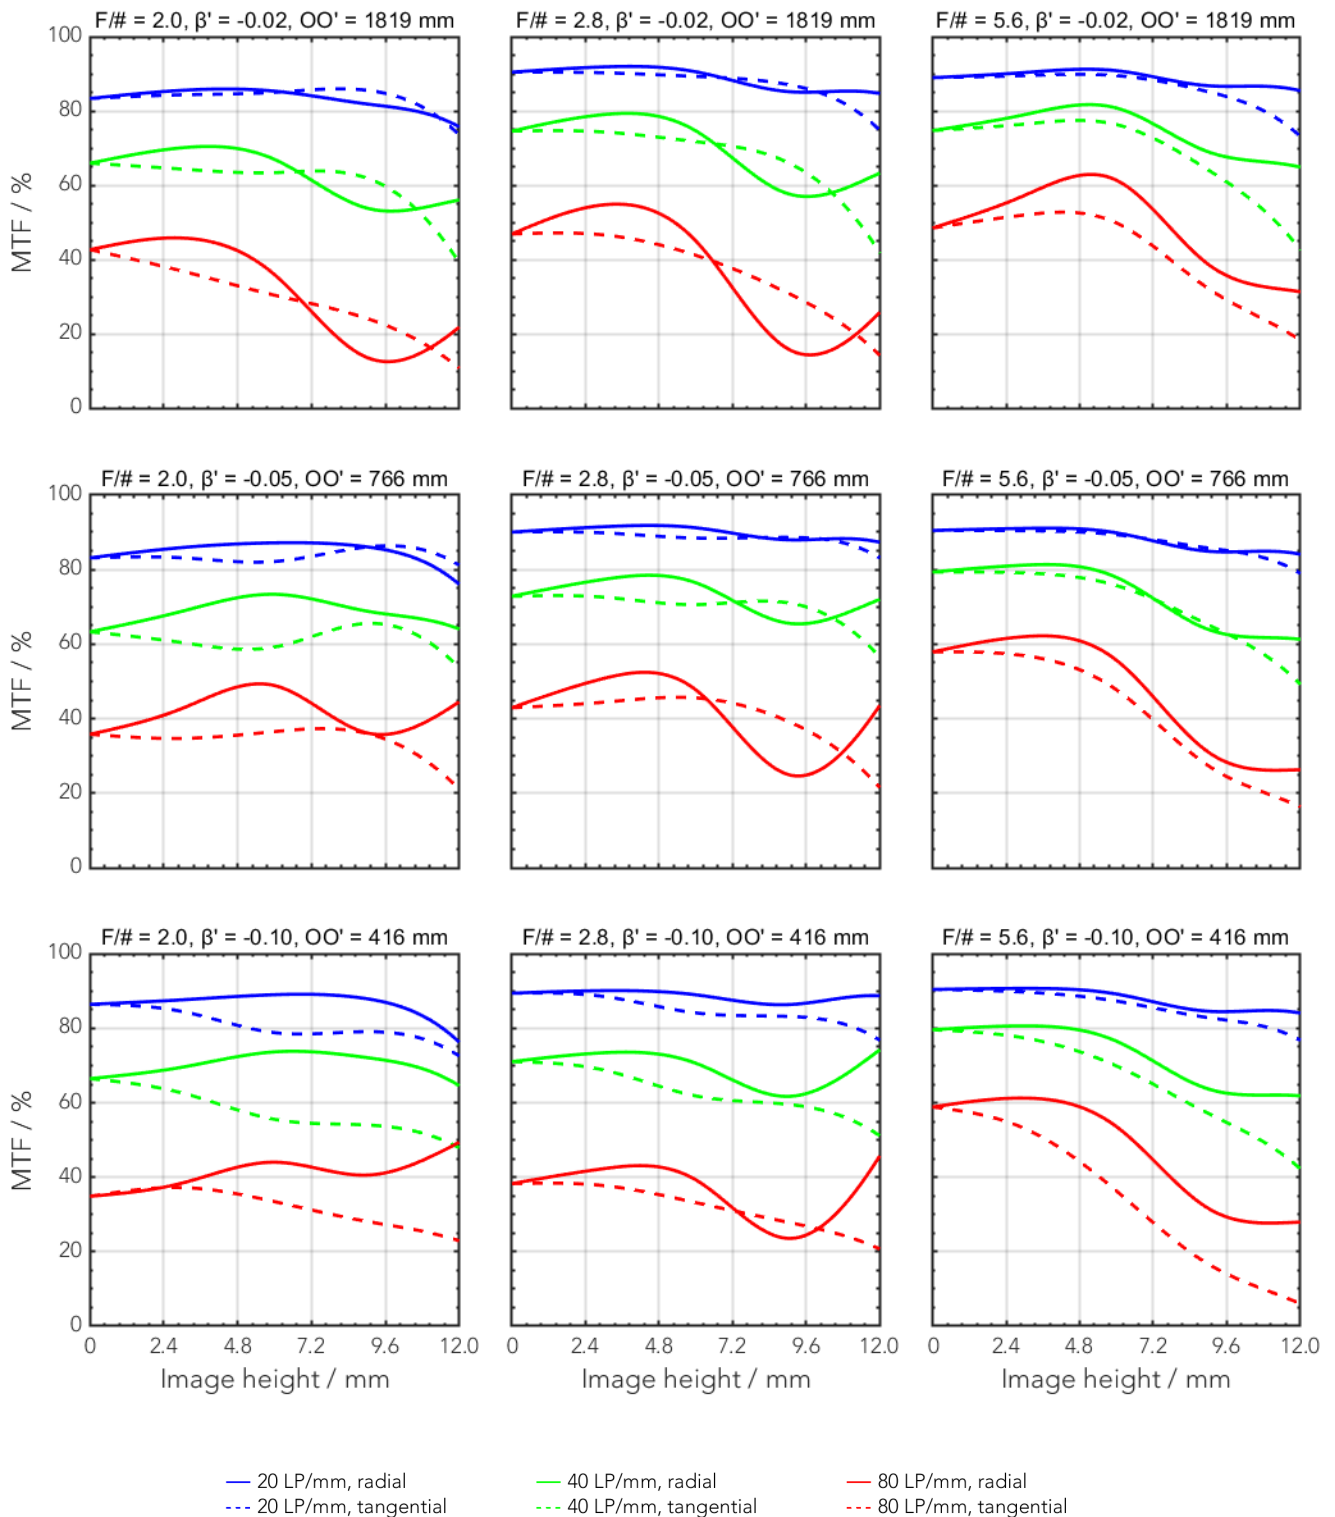 F/# = 2.0, β' = -0.02, OO' = 1819 mm
F/# = 2.8, β' = -0.02, OO' = 1819 mm
F/# = 5.6, β' = -0.02, OO' = 1819 mm
100
80
60
40
20
0
MTF / %
F/# = 2.0, β' = -0.05, OO' = 766 mm
F/# = 2.8, β' = -0.05, OO' = 766 mm
F/# = 5.6, β' = -0.05, OO' = 766 mm
100
80
60
40
20
0
MTF / %
F/# = 2.0, β' = -0.10, OO' = 416 mm
F/# = 2.8, β' = -0.10, OO' = 416 mm
F/# = 5.6, β' = -0.10, OO' = 416 mm
100
80
60
40
20
0
MTF / %
0 2.4 4.8 7.2 9.6 12.0
0 2.4 4.8 7.2 9.6 12.0
0 2.4 4.8 7.2 9.6 12.0
Image height / mm
Image height / mm
Image height / mm
20 LP/mm, radial
40 LP/mm, radial
80 LP/mm, radial
20 LP/mm, tangential
40 LP/mm, tangential
80 LP/mm, tangential